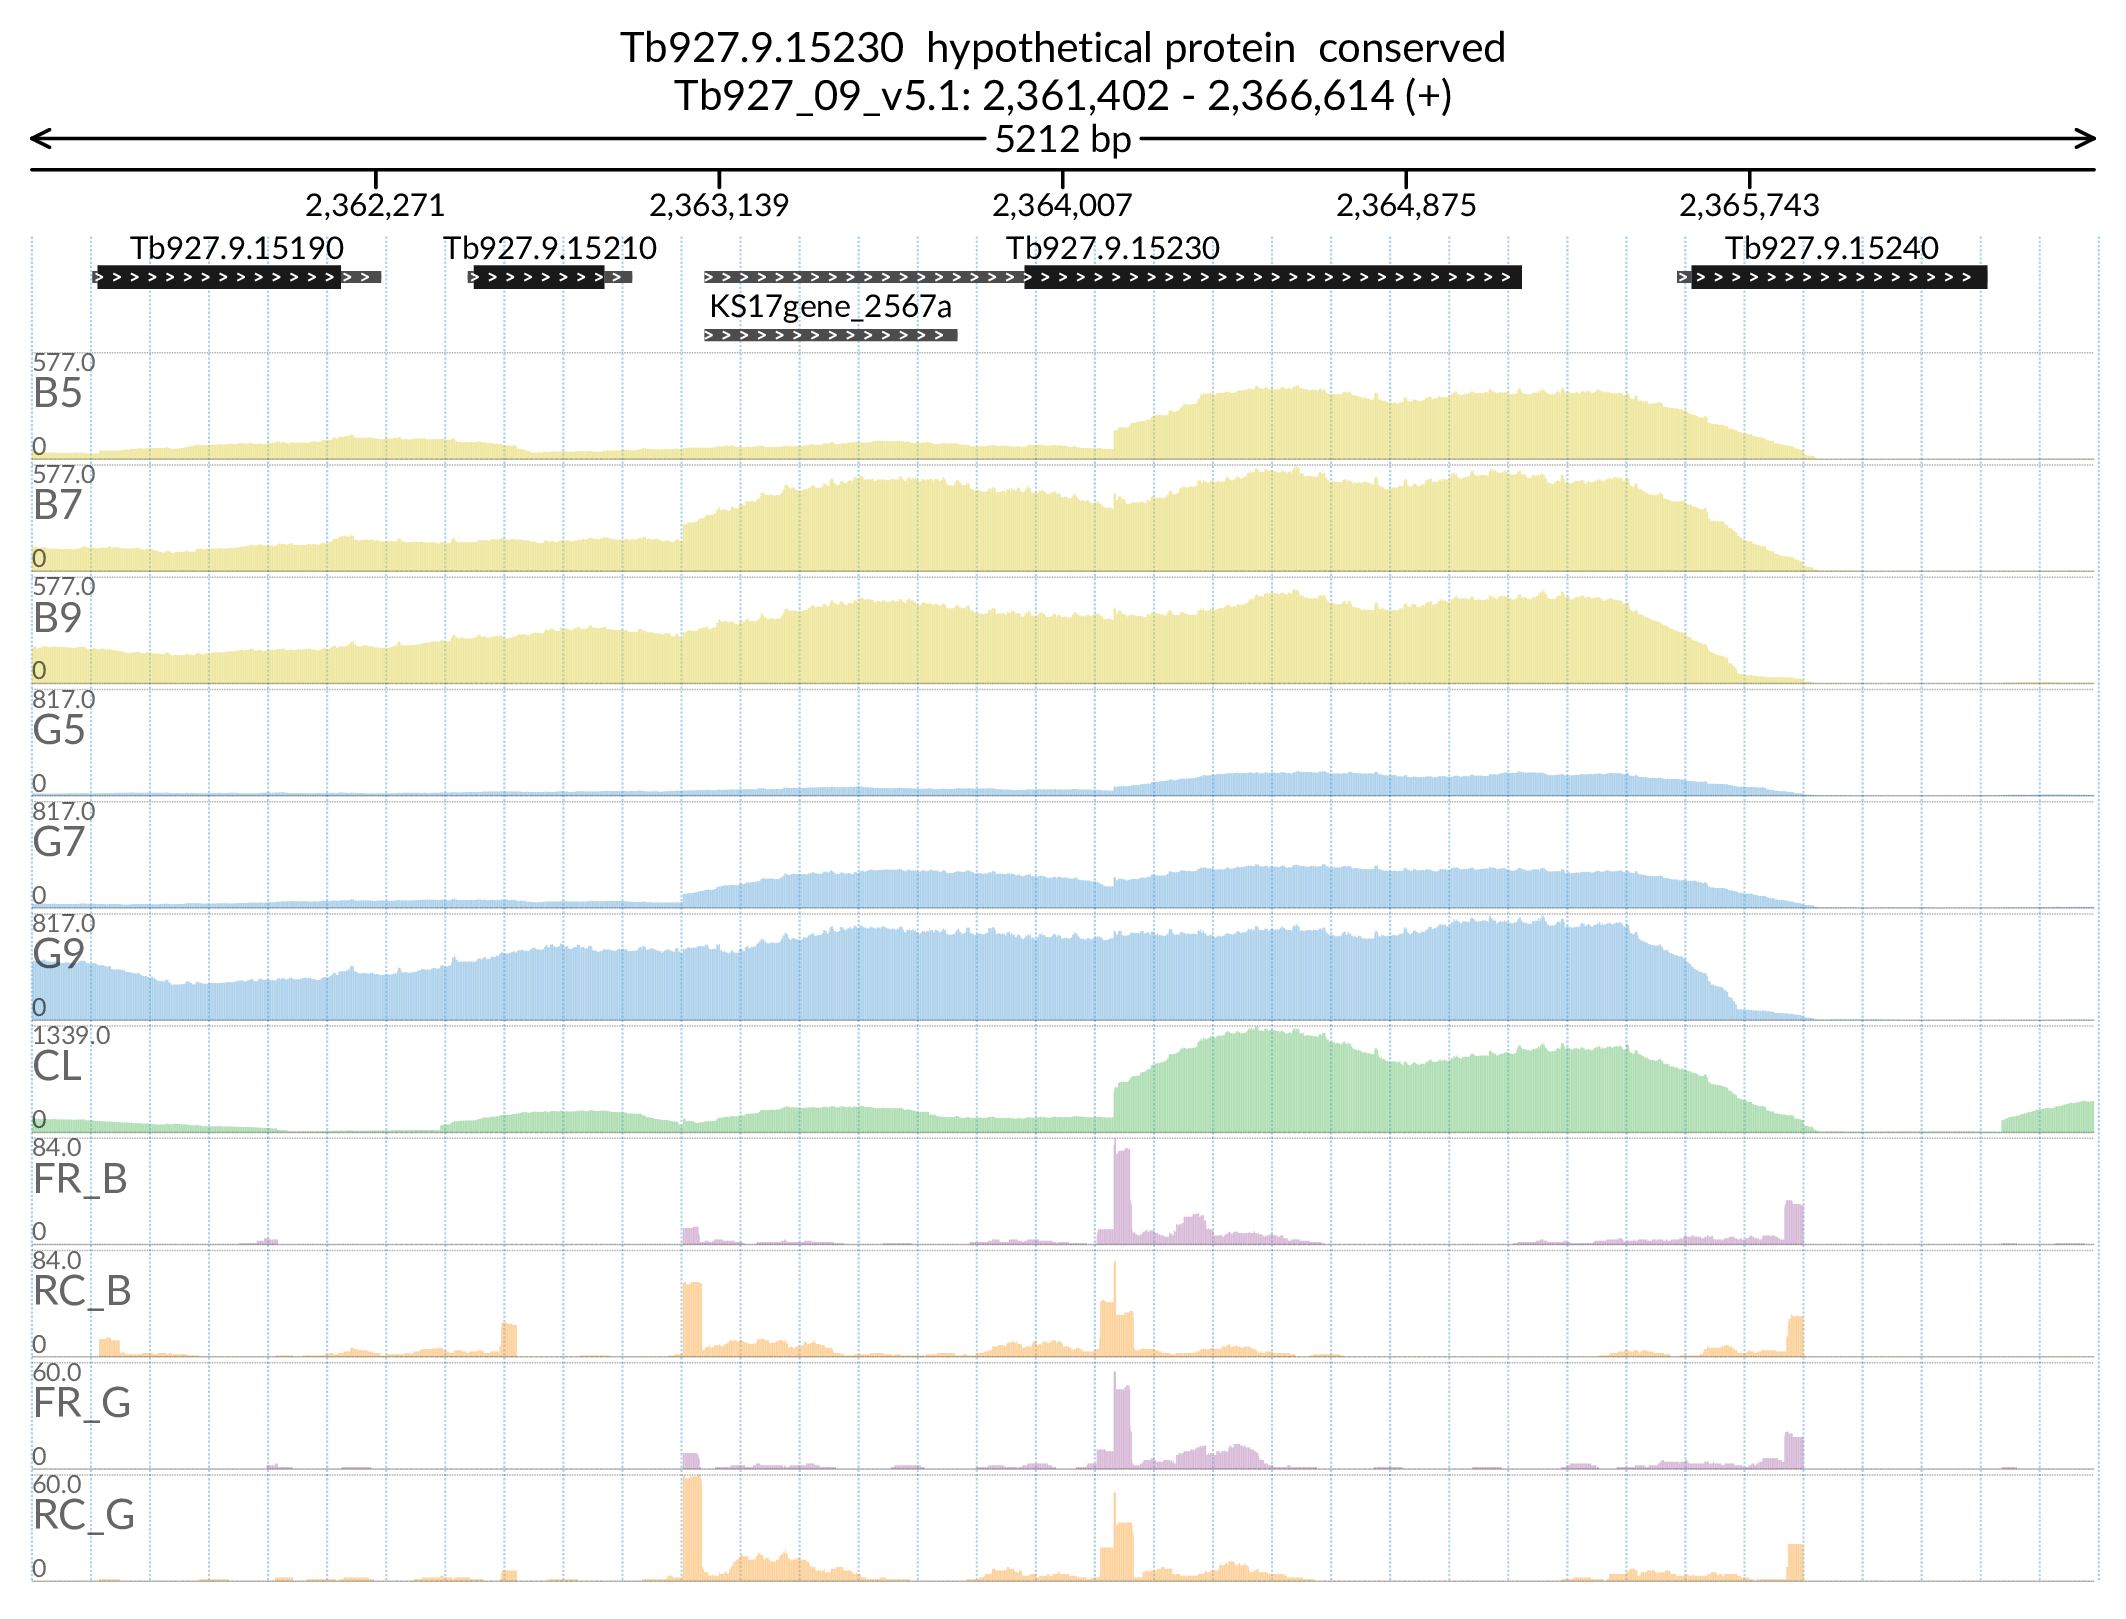 Tb927.9.15230 hypothetical protein conserved
Tb927_09_v5.1: 2,361,402 - 2,366,614 (+)
5212 bp
2,362,271 2,363,139 2,364,007 2,364,875 2,365,743
Tb927.9.15190 Tb927.9.15210 Tb927.9.15230 Tb927.9.15240
KS17gene_2567a
577.0
B5
0
577.0
B7
0
577.0
B9
0
817.0
G5
0
817.0
G7
0
817.0
G9
0
1339.0
CL
0
84.0
FR_B
0
84.0
RC_B
0
60.0
FR_G
0
60.0
RC_G
0